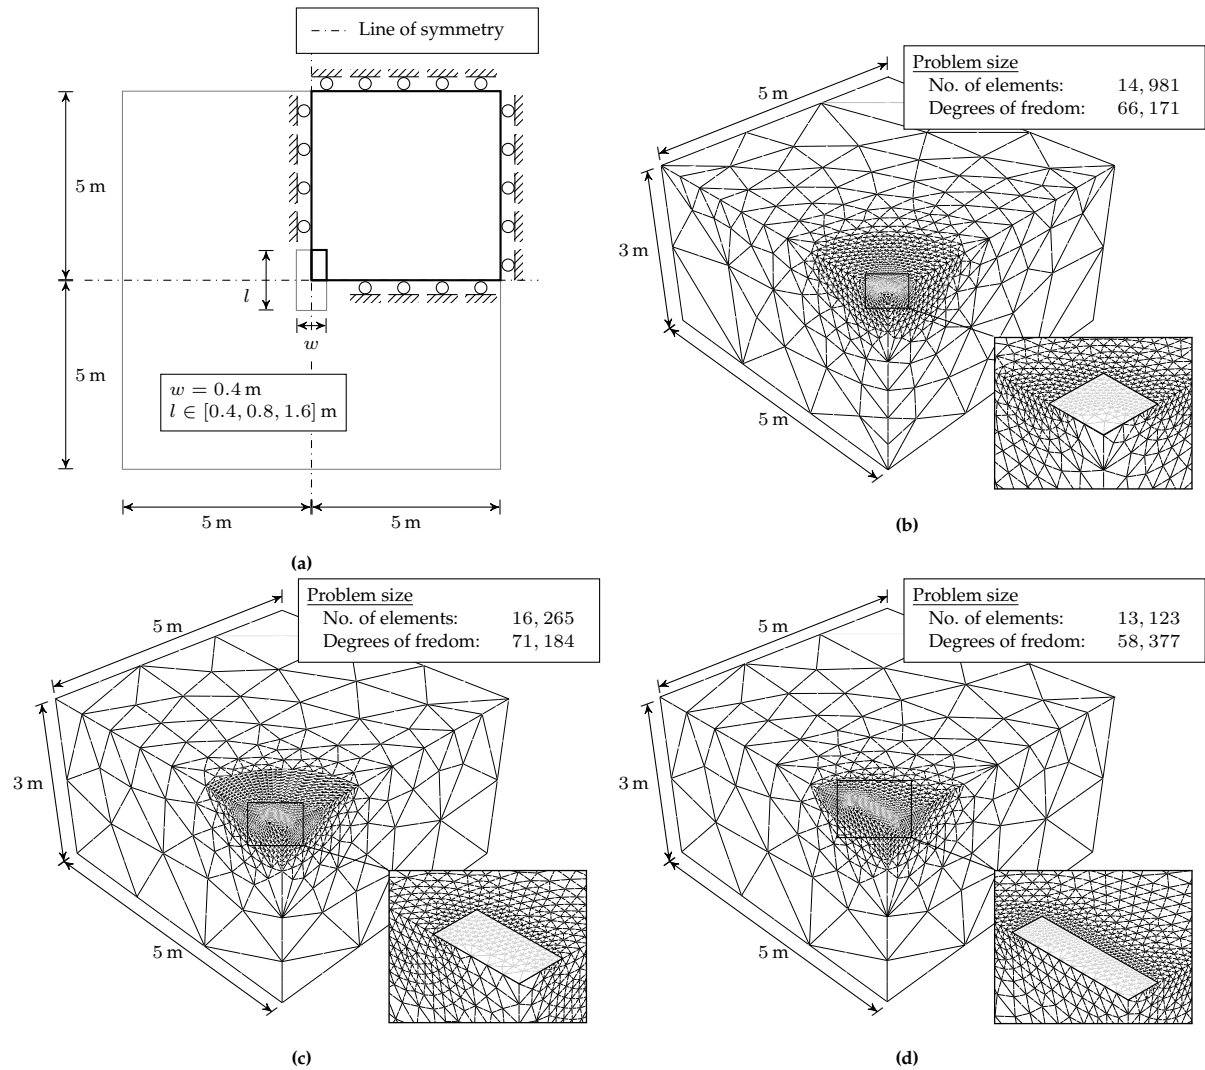 Line of symmetry
5 m
l
w
5 m
w = 0.4 m
l ∈ [0.4, 0.8, 1.6] m
5 m
5 m
(a)
Problem size
No. of elements: 14, 981
Degrees of fredom: 66, 171
5 m
3 m
5 m
(b)
Problem size
No. of elements: 16, 265
Degrees of fredom: 71, 184
5 m
3 m
5 m
(c)
Problem size
No. of elements: 13, 123
Degrees of fredom: 58, 377
5 m
3 m
5 m
(d)